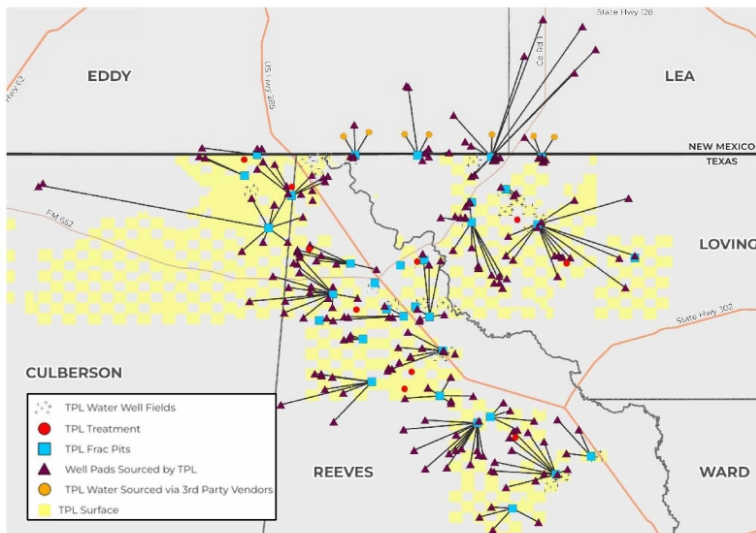 State Hwy 128
EDDY
US Hwy 285
Co Rd 1
LEA
Hwy 62
NEW MEXICO
TEXAS
FM 652
LOVING
State Hwy 302
CULBERSON
TPL Water Well Fields
TPL Treatment
TPL Frac Pits
Well Pads Sourced by TPL
TPL Water Sourced via 3rd Party Vendors
TPL Surface
REEVES
WARD